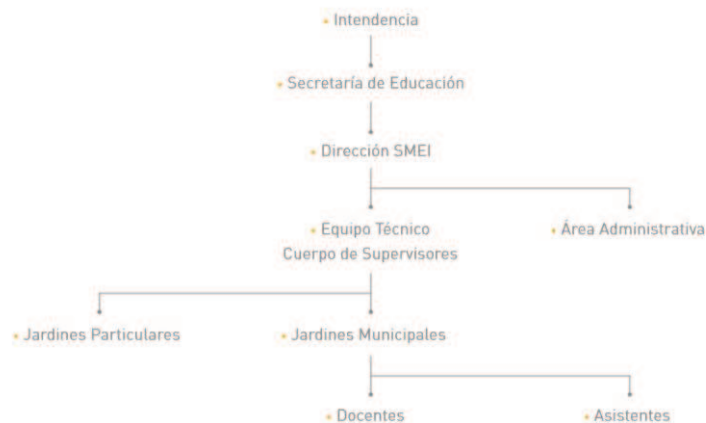 Intendencia
Secretaría de Educación
Dirección SMEI
Equipo Técnico
Cuerpo de Supervisores
Área Administrativa
Jardines Particulares
Jardines Municipales
Docentes
Asistentes